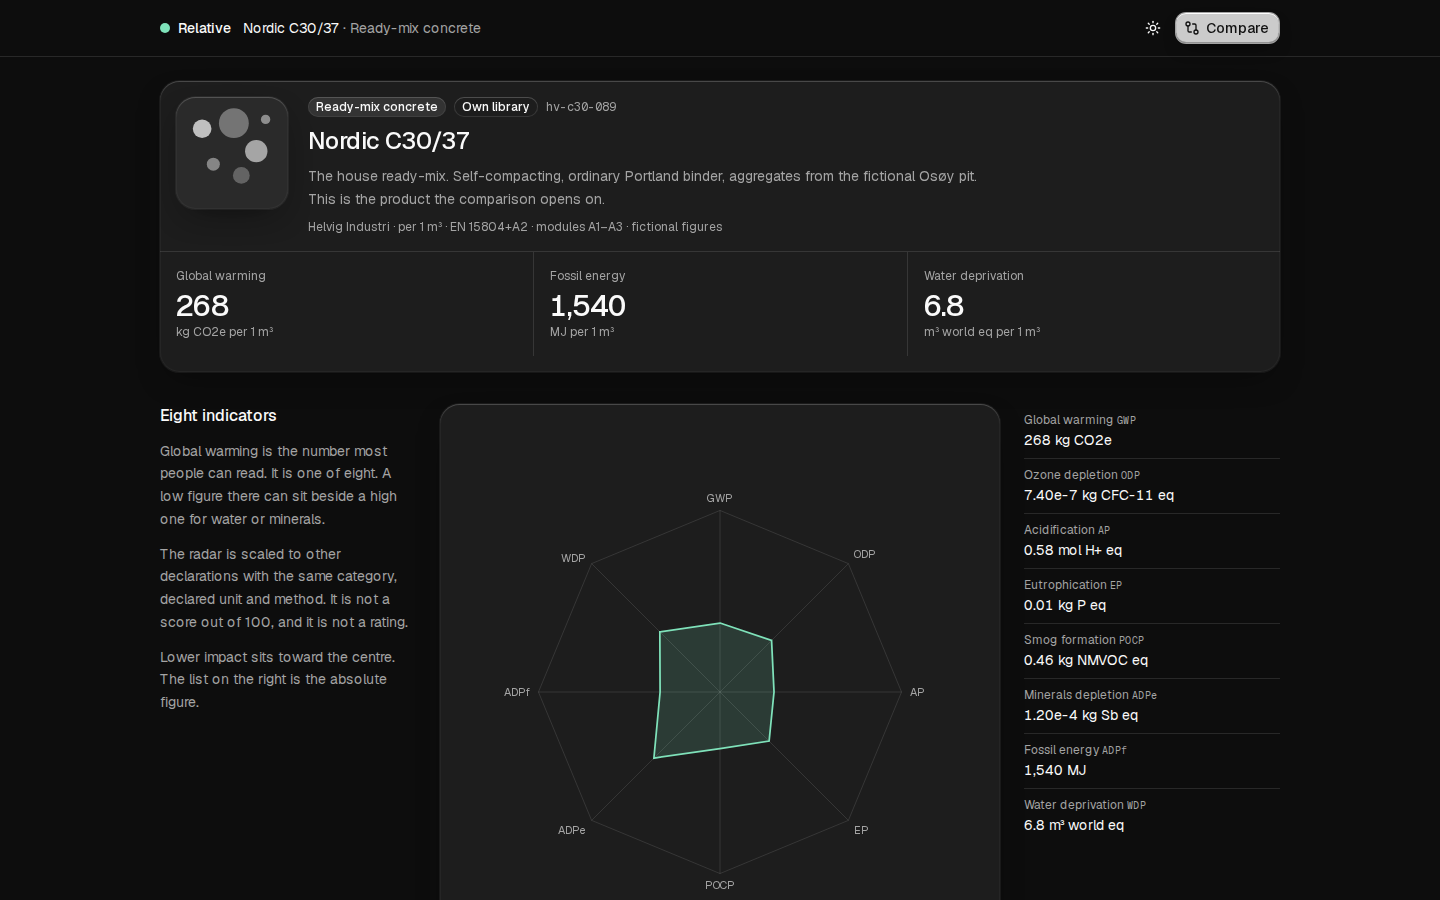 Relative Nordic C30/37 · Ready-mix concrete
Compare
Ready-mix concrete Own library hv-c30-089
Nordic C30/37
The house ready-mix. Self-compacting, ordinary Portland binder, aggregates from the fictional Osøy pit.
This is the product the comparison opens on.
Helvig Industri · per 1 m³ · EN 15804+A2 · modules A1–A3 · fictional figures
Global warming
268
kg CO2e per 1 m³
Fossil energy
1,540
MJ per 1 m³
Water deprivation
6.8
m³ world eq per 1 m³
Eight indicators
Global warming is the number most
people can read. It is one of eight. A
low figure there can sit beside a high
one for water or minerals.
The radar is scaled to other
declarations with the same category,
declared unit and method. It is not a
score out of 100, and it is not a rating.
Lower impact sits toward the centre.
The list on the right is the absolute
figure.
GWP
ODP
AP
EP
POCP
ADPe
ADPf
WDP
Global warming GWP
268 kg CO2e
Ozone depletion ODP
7.40e-7 kg CFC-11 eq
Acidification AP
0.58 mol H+ eq
Eutrophication EP
0.01 kg P eq
Smog formation POCP
0.46 kg NMVOC eq
Minerals depletion ADPe
1.20e-4 kg Sb eq
Fossil energy ADPf
1,540 MJ
Water deprivation WDP
6.8 m³ world eq